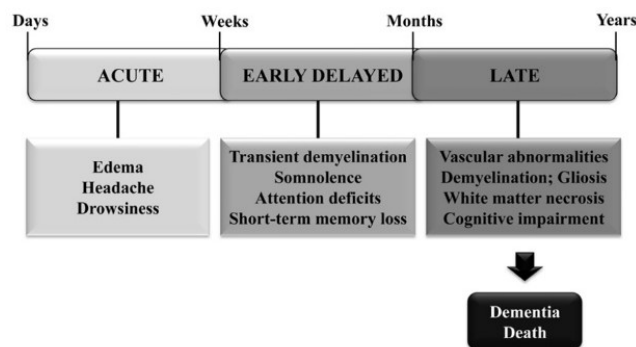 Days Weeks Months Years
ACUTE EARLY DELAYED LATE
Edema
Headache
Drowsiness
Transient demyelination
Somnolence
Attention deficits
Short-term memory loss
Vascular abnormalities
Demyelination; Gliosis
White matter necrosis
Cognitive impairment
Dementia
Death